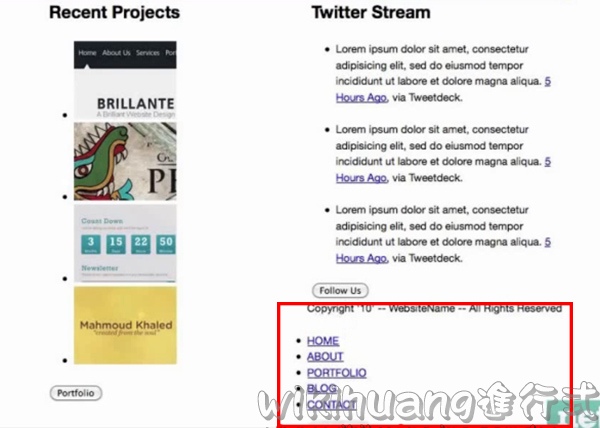 Recent Projects
Home About Us Services Port
BRILLANTE
A Brilliant Website Design
PE
Count Down
3 15 22 50
Newsletter
Mahmoud Khaled
"created from the soul"
Portfolio
Twitter Stream
Lorem ipsum dolor sit amet, consectetur
adipisicing elit, sed do eiusmod tempor
incididunt ut labore et dolore magna aliqua. 5
Hours Ago, via Tweetdeck.
Lorem ipsum dolor sit amet, consectetur
adipisicing elit, sed do eiusmod tempor
incididunt ut labore et dolore magna aliqua. 5
Hours Ago, via Tweetdeck.
Lorem ipsum dolor sit amet, consectetur
adipisicing elit, sed do eiusmod tempor
incididunt ut labore et dolore magna aliqua. 5
Hours Ago, via Tweetdeck.
Follow Us
Copyright '10' -- WebsiteName -- All Rights Reserved
HOME
ABOUT
PORTFOLIO
BLOG
CONTACT
wikihuang進行式